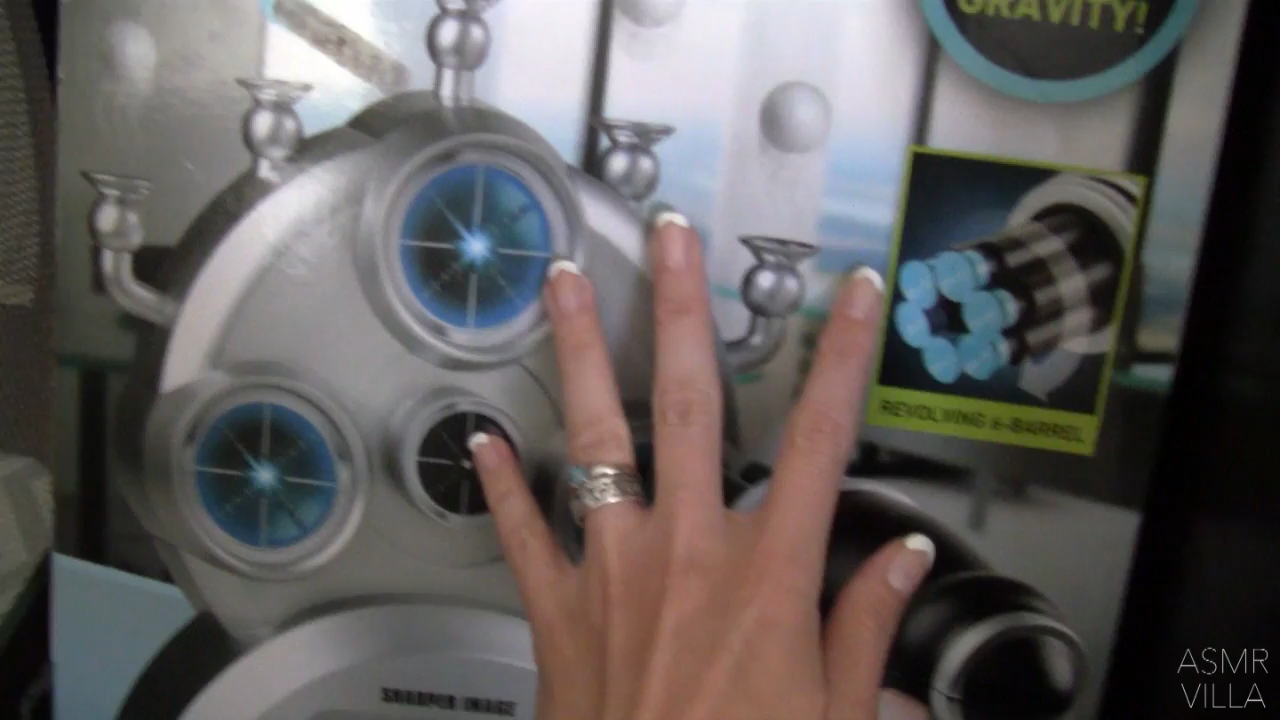 GRAVITY!
REVOLVING 6-BARREL
SHARPER IMAGE
ASMR
VILLA